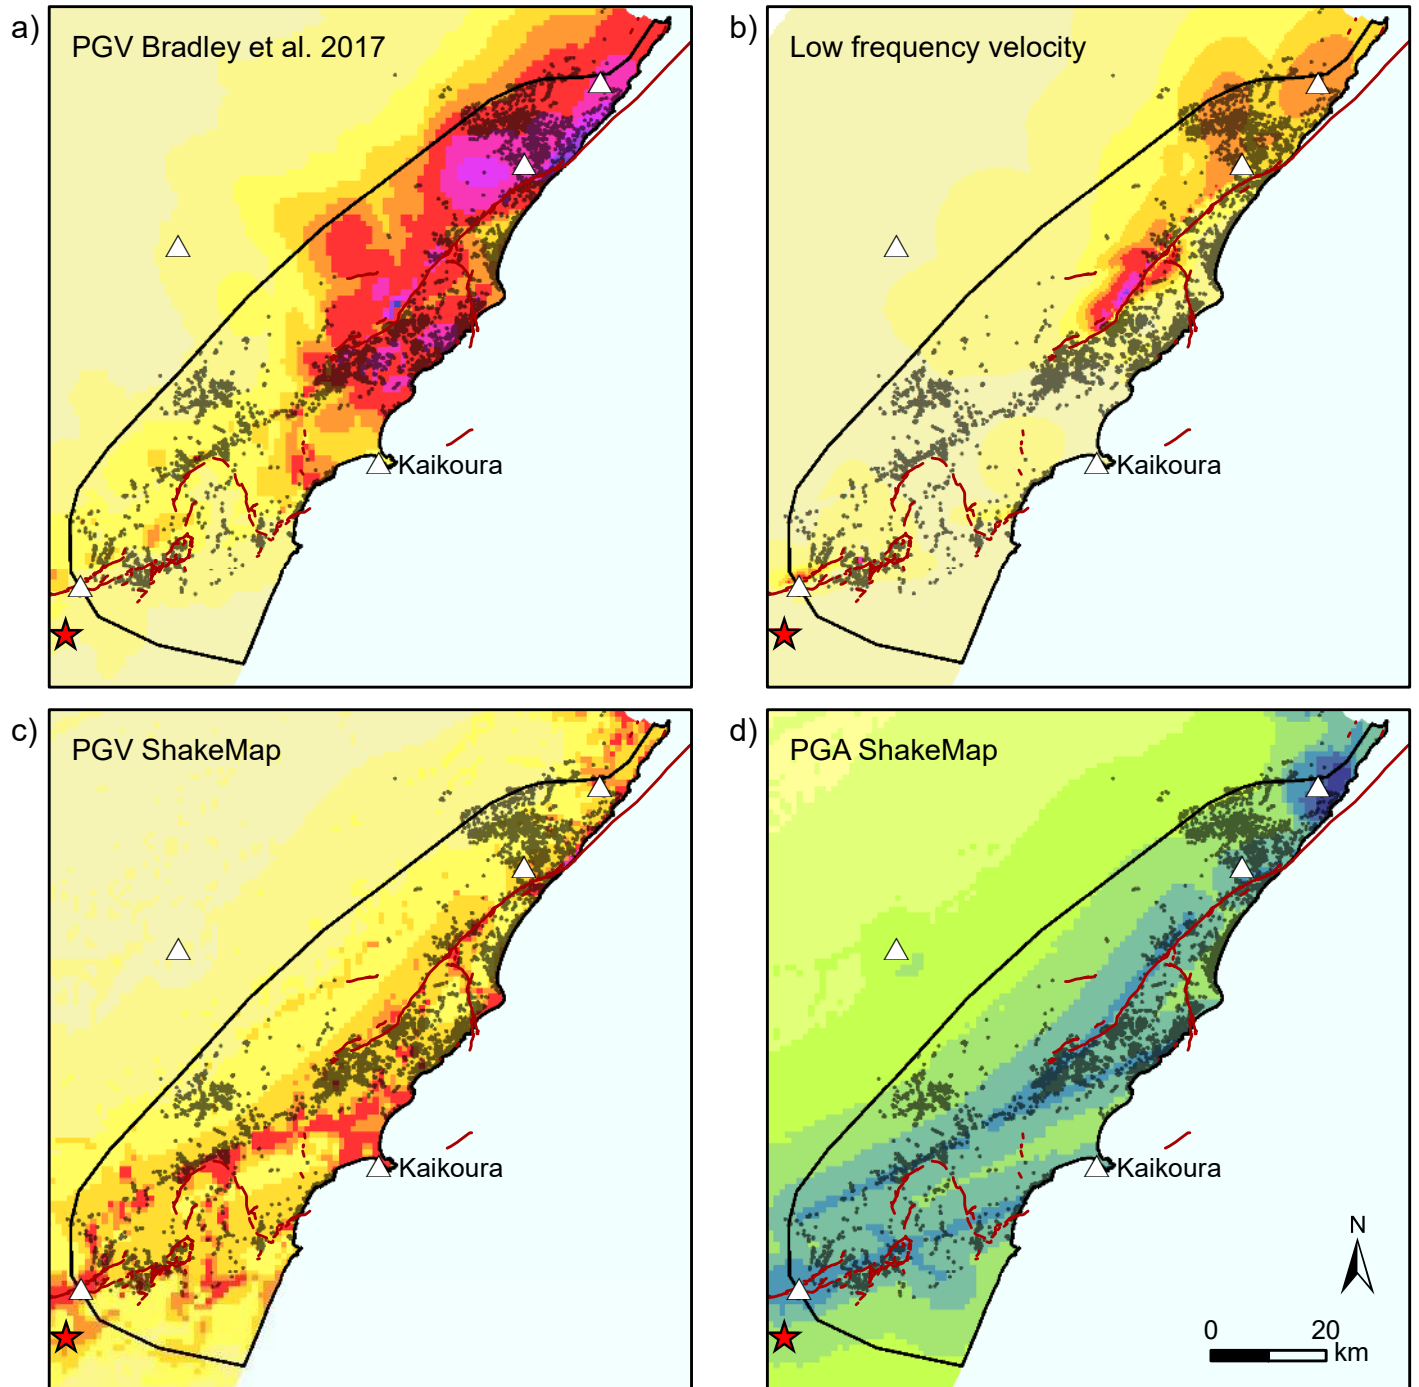 a)
PGV Bradley et al. 2017
Kaikoura
b)
Low frequency velocity
Kaikoura
c)
PGV ShakeMap
Kaikoura
d)
PGA ShakeMap
Kaikoura
N
0 20
km